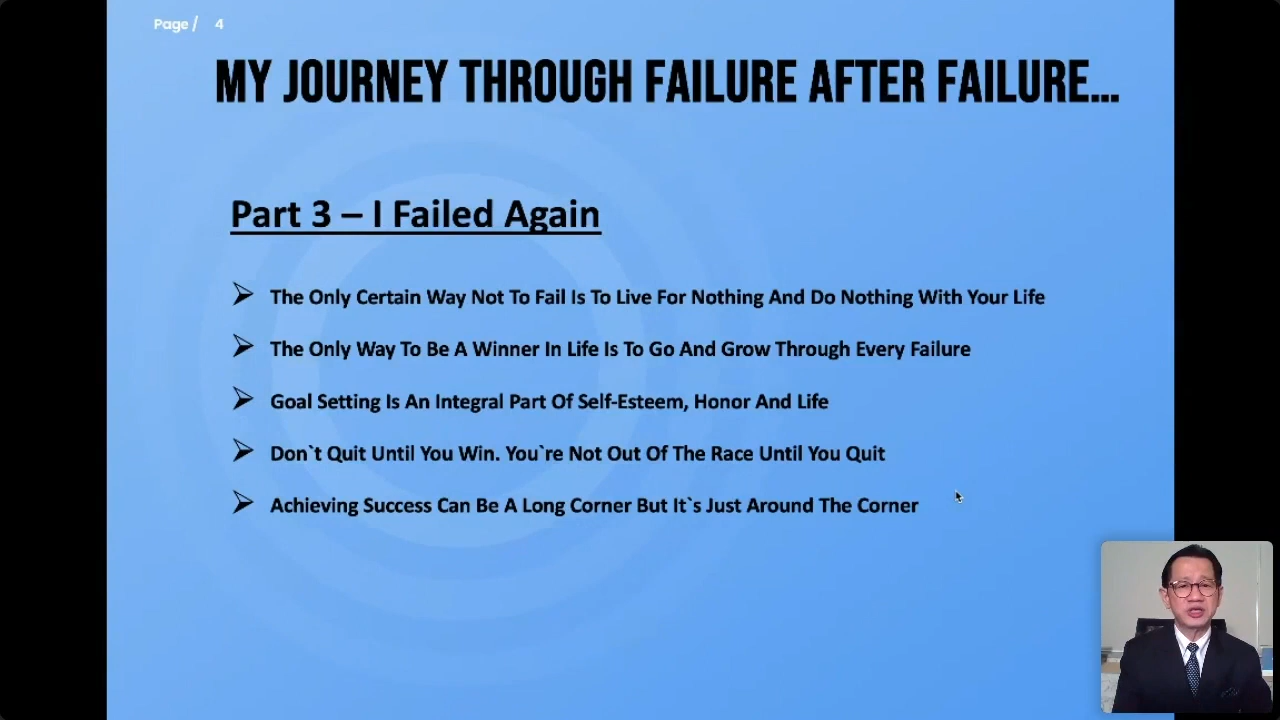 Page / 4
MY JOURNEY THROUGH FAILURE AFTER FAILURE...
Part 3 – I Failed Again
The Only Certain Way Not To Fail Is To Live For Nothing And Do Nothing With Your Life
The Only Way To Be A Winner In Life Is To Go And Grow Through Every Failure
Goal Setting Is An Integral Part Of Self-Esteem, Honor And Life
Don`t Quit Until You Win. You`re Not Out Of The Race Until You Quit
Achieving Success Can Be A Long Corner But It`s Just Around The Corner